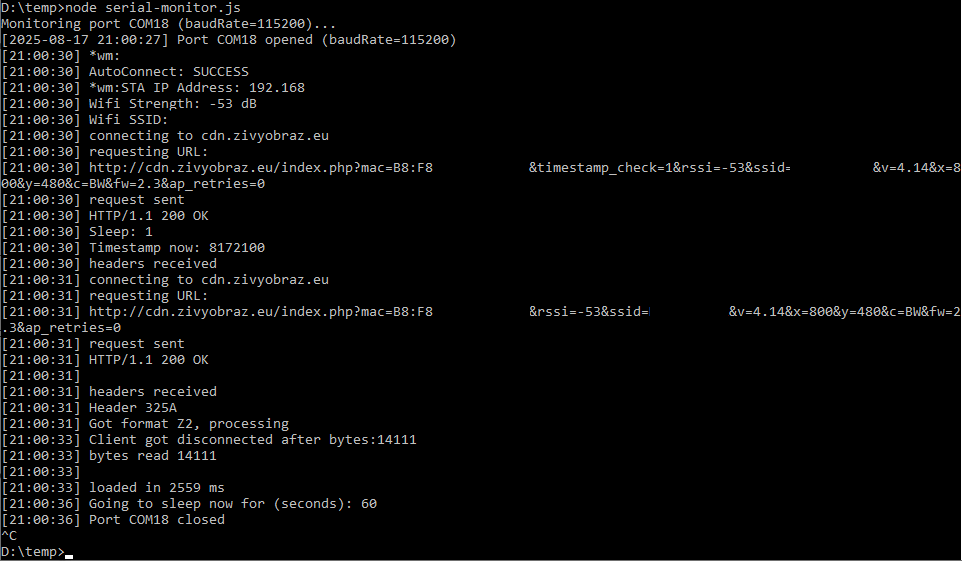 D:\temp>node serial-monitor.js
Monitoring port COM18 (baudRate=115200)...
[2025-08-17 21:00:27] Port COM18 opened (baudRate=115200)
[21:00:30] *wm:
[21:00:30] AutoConnect: SUCCESS
[21:00:30] *wm:STA IP Address: 192.168
[21:00:30] Wifi Strength: -53 dB
[21:00:30] Wifi SSID:
[21:00:30] connecting to cdn.zivyobraz.eu
[21:00:30] requesting URL:
[21:00:30] http://cdn.zivyobraz.eu/index.php?mac=B8:F8 &timestamp_check=1&rssi=-53&ssid= &v=4.14&x=8
00&y=480&c=BW&fw=2.3&ap_retries=0
[21:00:30] request sent
[21:00:30] HTTP/1.1 200 OK
[21:00:30] Sleep: 1
[21:00:30] Timestamp now: 8172100
[21:00:30] headers received
[21:00:31] connecting to cdn.zivyobraz.eu
[21:00:31] requesting URL:
[21:00:31] http://cdn.zivyobraz.eu/index.php?mac=B8:F8 &rssi=-53&ssid= &v=4.14&x=800&y=480&c=BW&fw=2
.3&ap_retries=0
[21:00:31] request sent
[21:00:31] HTTP/1.1 200 OK
[21:00:31]
[21:00:31] headers received
[21:00:31] Header 325A
[21:00:31] Got format Z2, processing
[21:00:33] Client got disconnected after bytes:14111
[21:00:33] bytes read 14111
[21:00:33]
[21:00:33] loaded in 2559 ms
[21:00:36] Going to sleep now for (seconds): 60
[21:00:36] Port COM18 closed
^C
D:\temp>